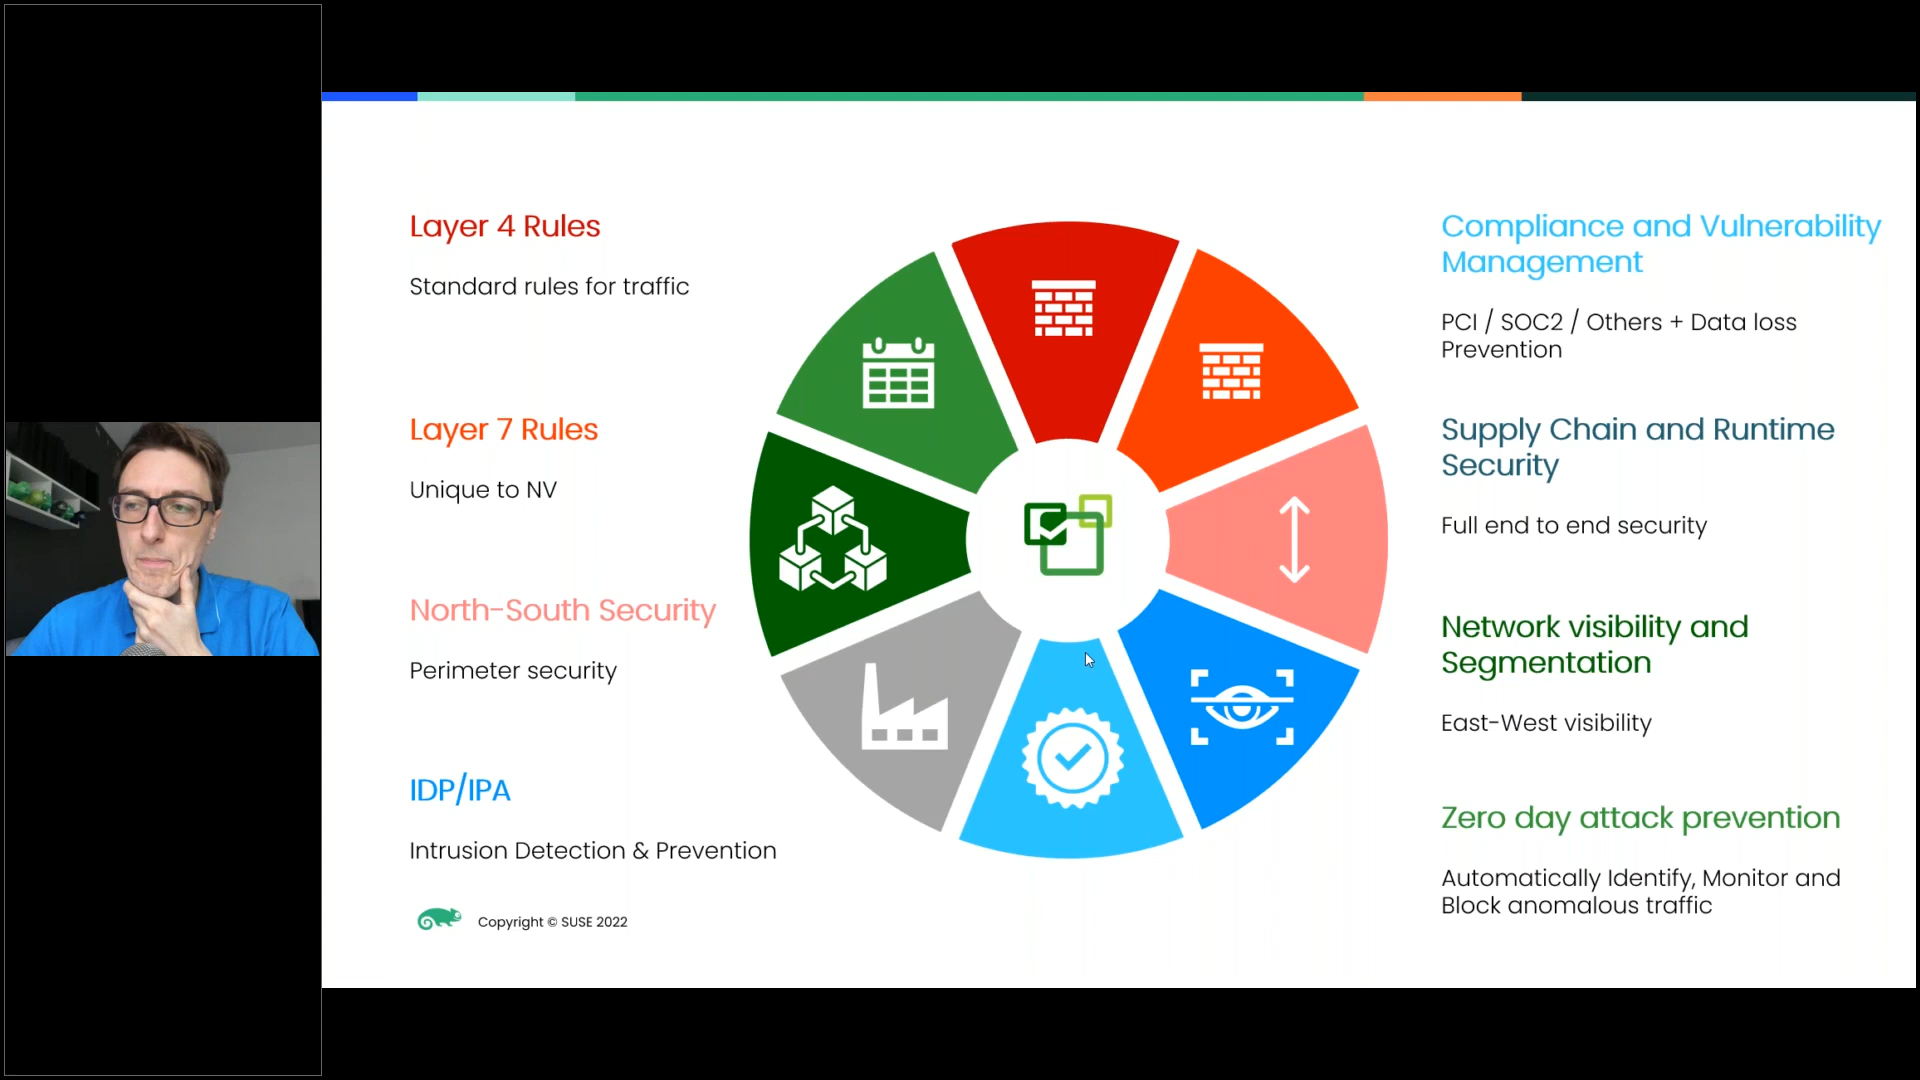 Layer 4 Rules
Standard rules for traffic
Layer 7 Rules
Unique to NV
North-South Security
Perimeter security
IDP/IPA
Intrusion Detection & Prevention
Copyright © SUSE 2022
Compliance and Vulnerability
Management
PCI / SOC2 / Others + Data loss
Prevention
Supply Chain and Runtime
Security
Full end to end security
Network visibility and
Segmentation
East-West visibility
Zero day attack prevention
Automatically Identify, Monitor and
Block anomalous traffic